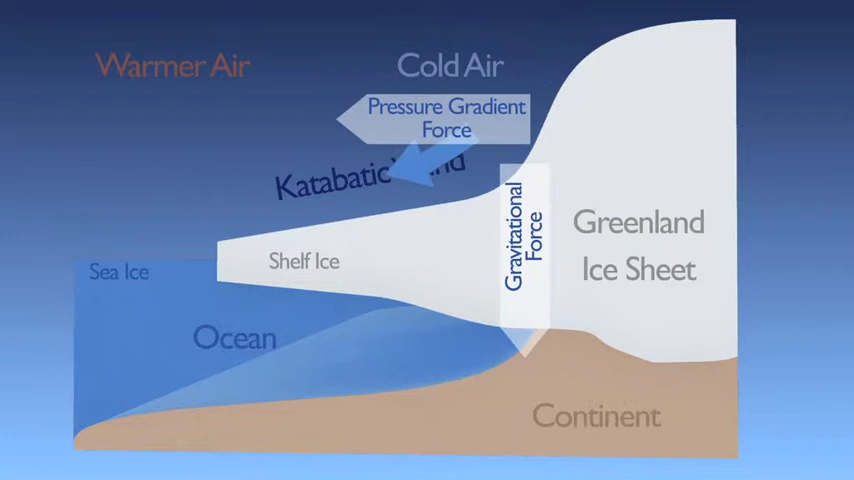 Warmer Air
Cold Air
Pressure Gradient
Force
Katabatic
Gravitational
Force
Greenland
Ice Sheet
Shelf Ice
Sea Ice
Ocean
Continent